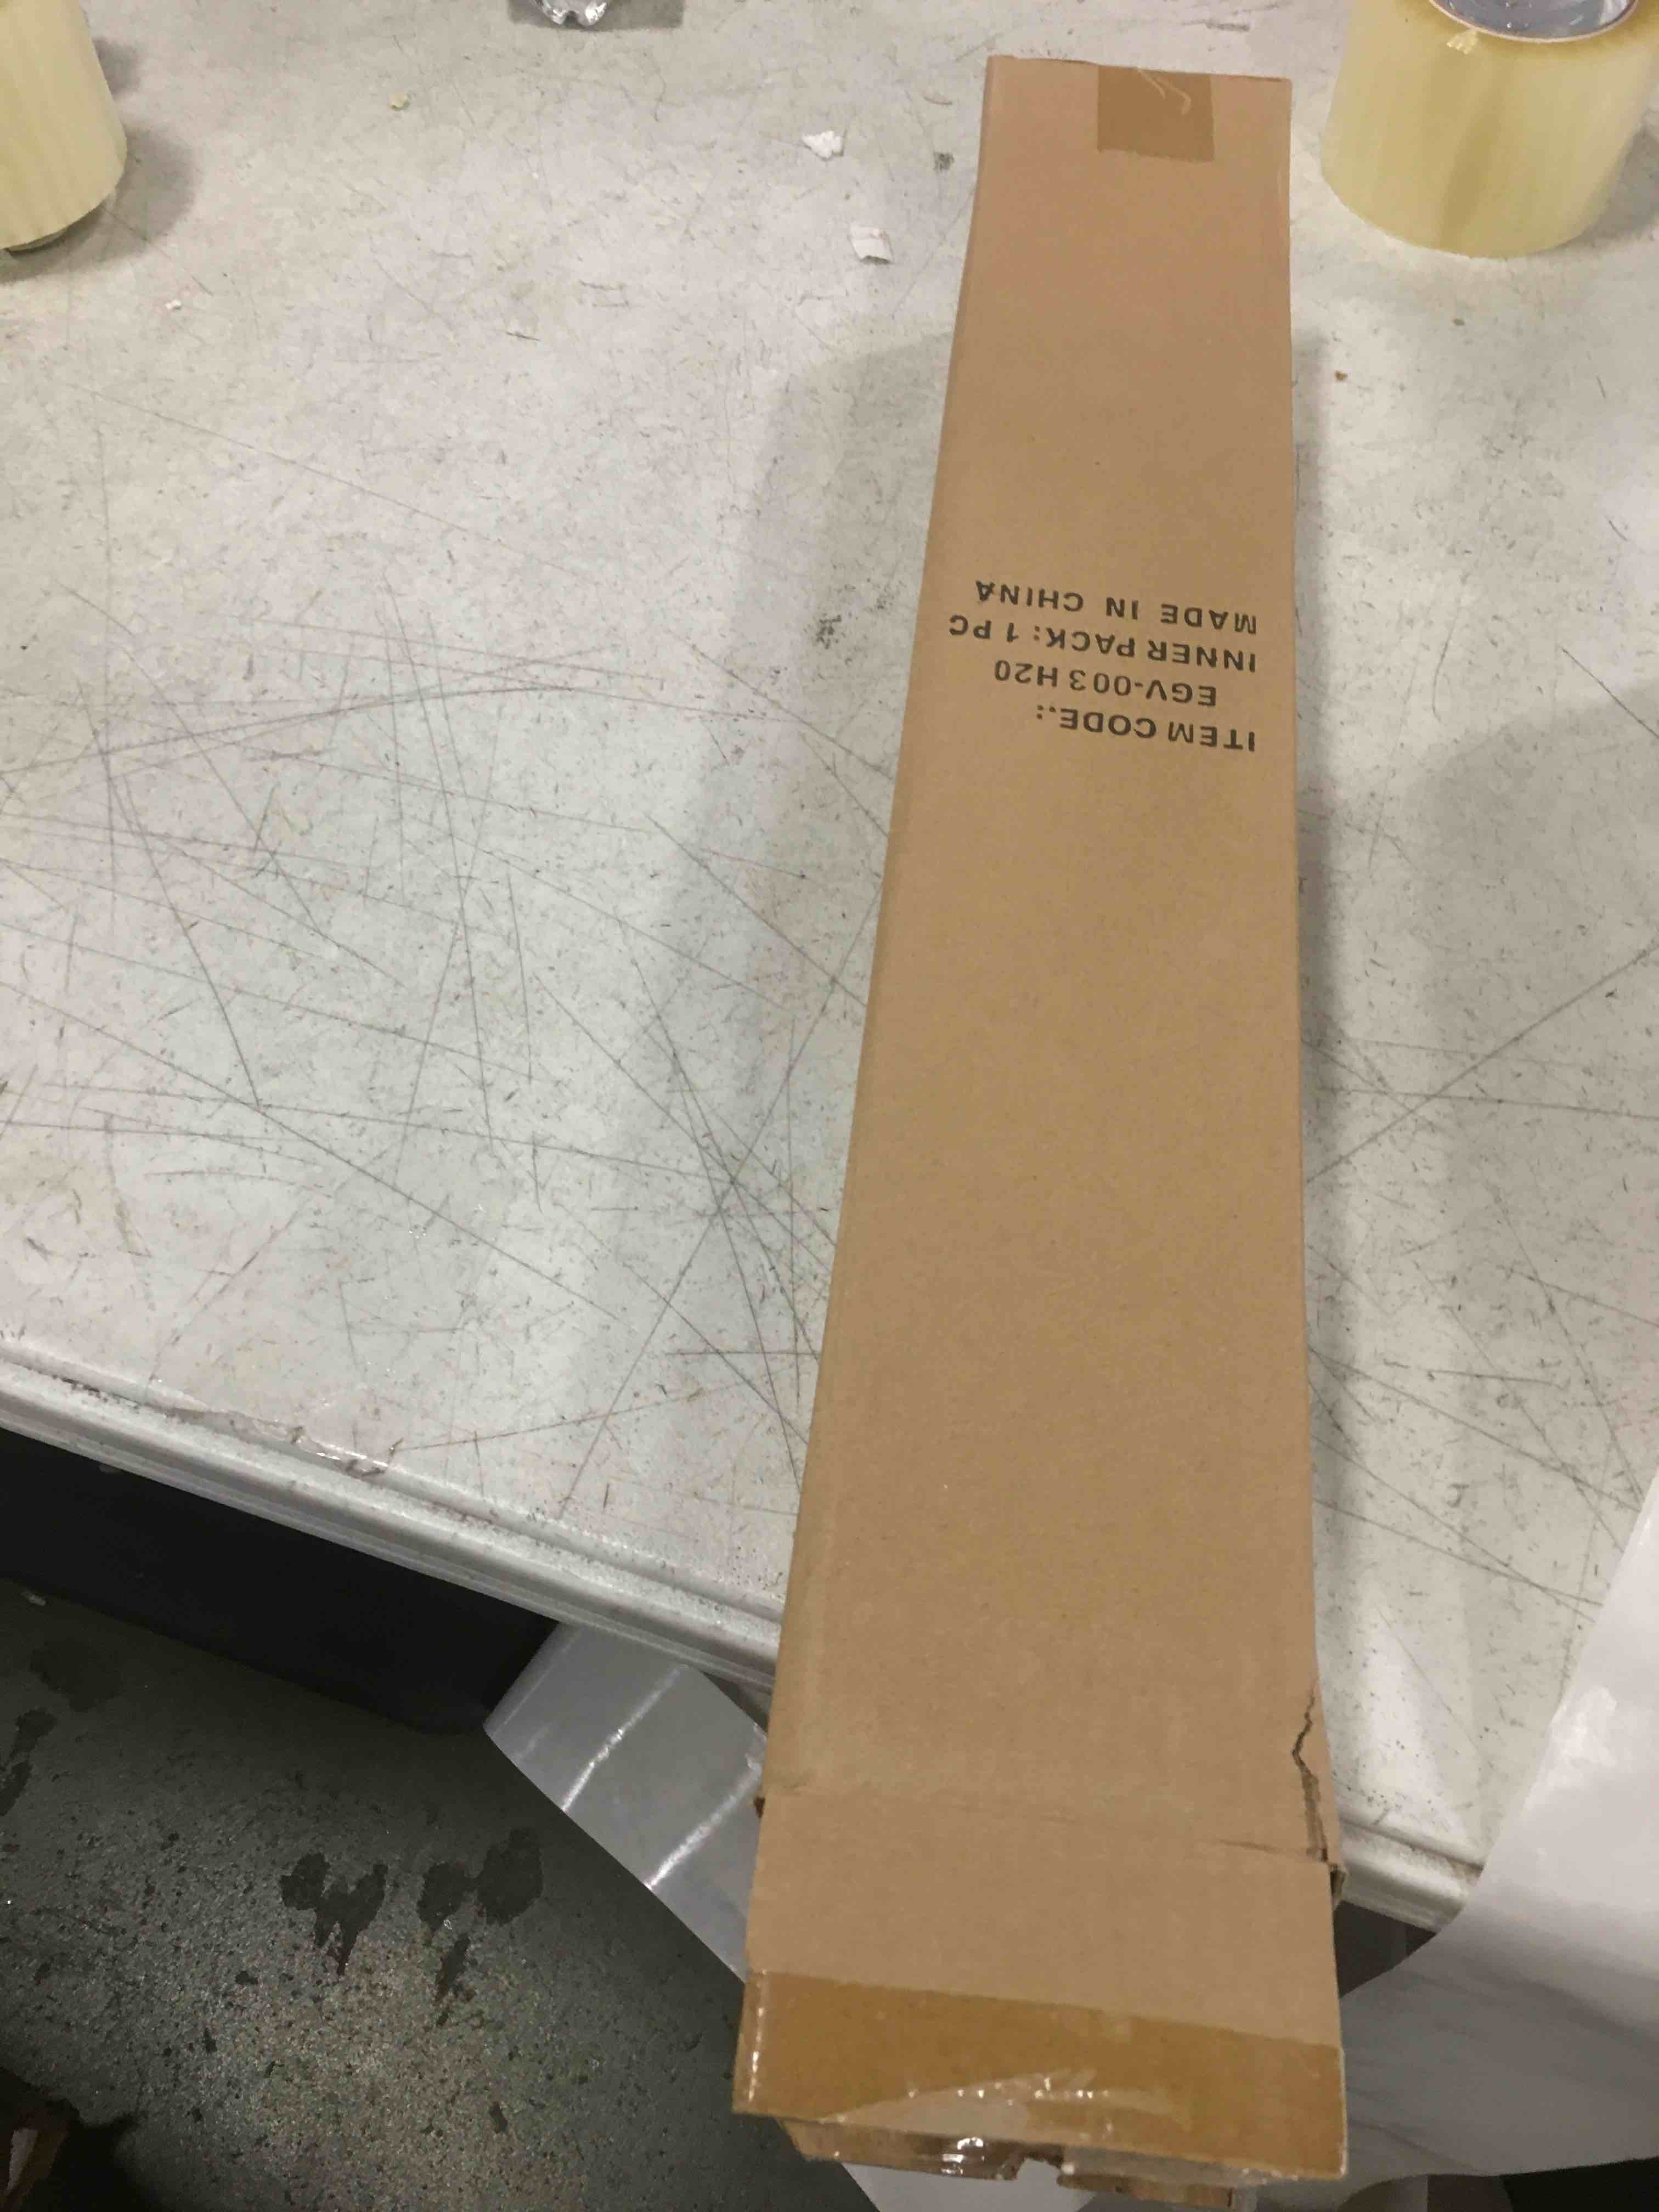 ITEM CODE.:
EGV-003 H20
INNER PACK: 1 PC
MADE IN CHINA